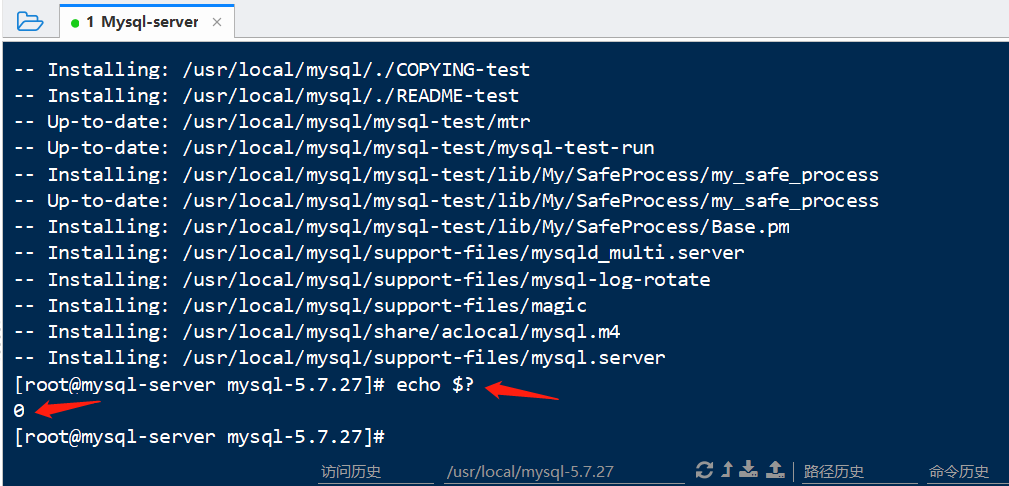 1 Mysql-server ×
-- Installing: /usr/local/mysql/./COPYING-test
-- Installing: /usr/local/mysql/./README-test
-- Up-to-date: /usr/local/mysql/mysql-test/mtr
-- Up-to-date: /usr/local/mysql/mysql-test/mysql-test-run
-- Installing: /usr/local/mysql/mysql-test/lib/My/SafeProcess/my_safe_process
-- Up-to-date: /usr/local/mysql/mysql-test/lib/My/SafeProcess/my_safe_process
-- Installing: /usr/local/mysql/mysql-test/lib/My/SafeProcess/Base.pm
-- Installing: /usr/local/mysql/support-files/mysqld_multi.server
-- Installing: /usr/local/mysql/support-files/mysql-log-rotate
-- Installing: /usr/local/mysql/support-files/magic
-- Installing: /usr/local/mysql/share/aclocal/mysql.m4
-- Installing: /usr/local/mysql/support-files/mysql.server
[root@mysql-server mysql-5.7.27]# echo $?
0
[root@mysql-server mysql-5.7.27]#
访问历史 /usr/local/mysql-5.7.27 路径历史 命令历史